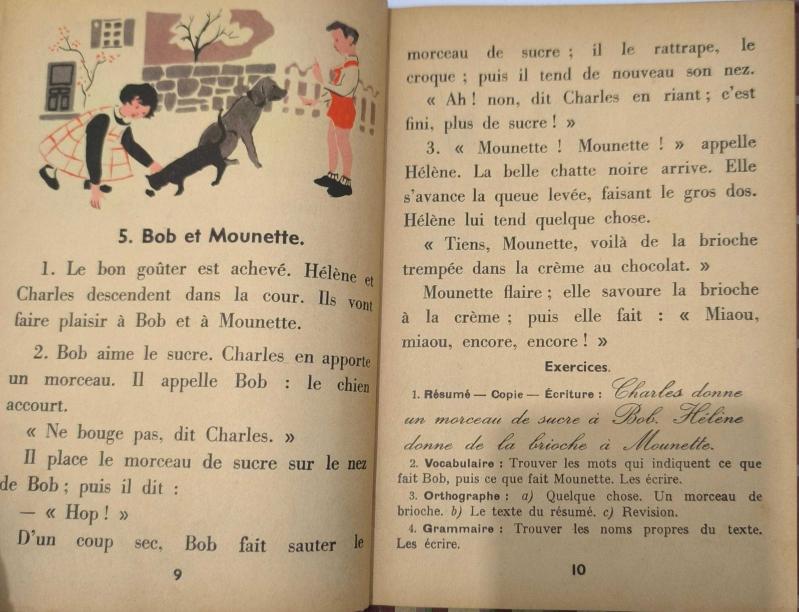 5. Bob et Mounette.
1. Le bon goûter est achevé. Hélène et
Charles descendent dans la cour. Ils vont
faire plaisir à Bob et à Mounette.
2. Bob aime le sucre. Charles en apporte
un morceau. Il appelle Bob : le chien
accourt.
« Ne bouge pas, dit Charles. »
Il place le morceau de sucre sur le nez
de Bob ; puis il dit :
— « Hop ! »
D'un coup sec, Bob fait sauter le
9
morceau de sucre ; il le rattrape, le
croque ; puis il tend de nouveau son nez.
« Ah ! non, dit Charles en riant ; c'est
fini, plus de sucre ! »
3. « Mounette ! Mounette ! » appelle
Hélène. La belle chatte noire arrive. Elle
s'avance la queue levée, faisant le gros dos.
Hélène lui tend quelque chose.
« Tiens, Mounette, voilà de la brioche
trempée dans la crème au chocolat. »
Mounette flaire ; elle savoure la brioche
à la crème ; puis elle fait : « Miaou,
miaou, encore, encore ! »
Exercices.
1. Résumé — Copie — Écriture : Charles donne
un morceau de sucre à Bob. Hélène
donne de la brioche à Mounette.
2. Vocabulaire : Trouver les mots qui indiquent ce que
fait Bob, puis ce que fait Mounette. Les écrire.
3. Orthographe : a) Quelque chose. Un morceau de
brioche. b) Le texte du résumé. c) Revision.
4. Grammaire : Trouver les noms propres du texte.
Les écrire.
10